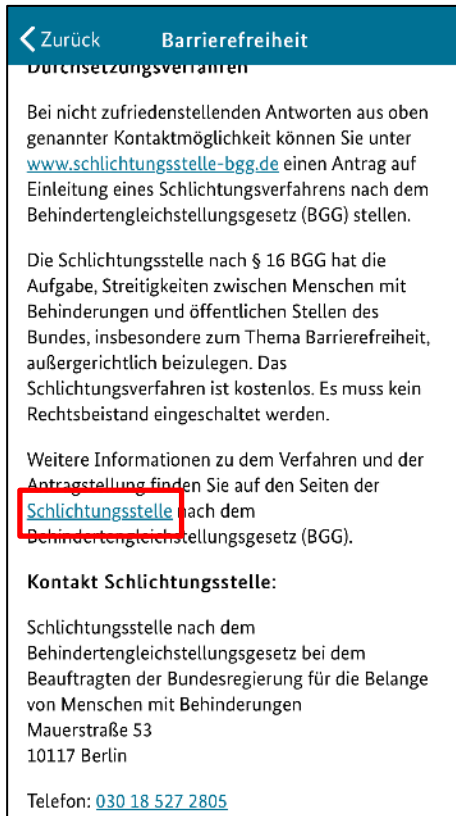 Zurück Barrierefreiheit
Durchsetzungsverfahren
Bei nicht zufriedenstellenden Antworten aus oben
genannter Kontaktmöglichkeit können Sie unter
www.schlichtungsstelle-bgg.de einen Antrag auf
Einleitung eines Schlichtungsverfahrens nach dem
Behindertengleichstellungsgesetz (BGG) stellen.
Die Schlichtungsstelle nach § 16 BGG hat die
Aufgabe, Streitigkeiten zwischen Menschen mit
Behinderungen und öffentlichen Stellen des
Bundes, insbesondere zum Thema Barrierefreiheit,
außergerichtlich beizulegen. Das
Schlichtungsverfahren ist kostenlos. Es muss kein
Rechtsbeistand eingeschaltet werden.
Weitere Informationen zu dem Verfahren und der
Antragstellung finden Sie auf den Seiten der
Schlichtungsstelle nach dem
Behindertengleichstellungsgesetz (BGG).
Kontakt Schlichtungsstelle:
Schlichtungsstelle nach dem
Behindertengleichstellungsgesetz bei dem
Beauftragten der Bundesregierung für die Belange
von Menschen mit Behinderungen
Mauerstraße 53
10117 Berlin
Telefon: 030 18 527 2805